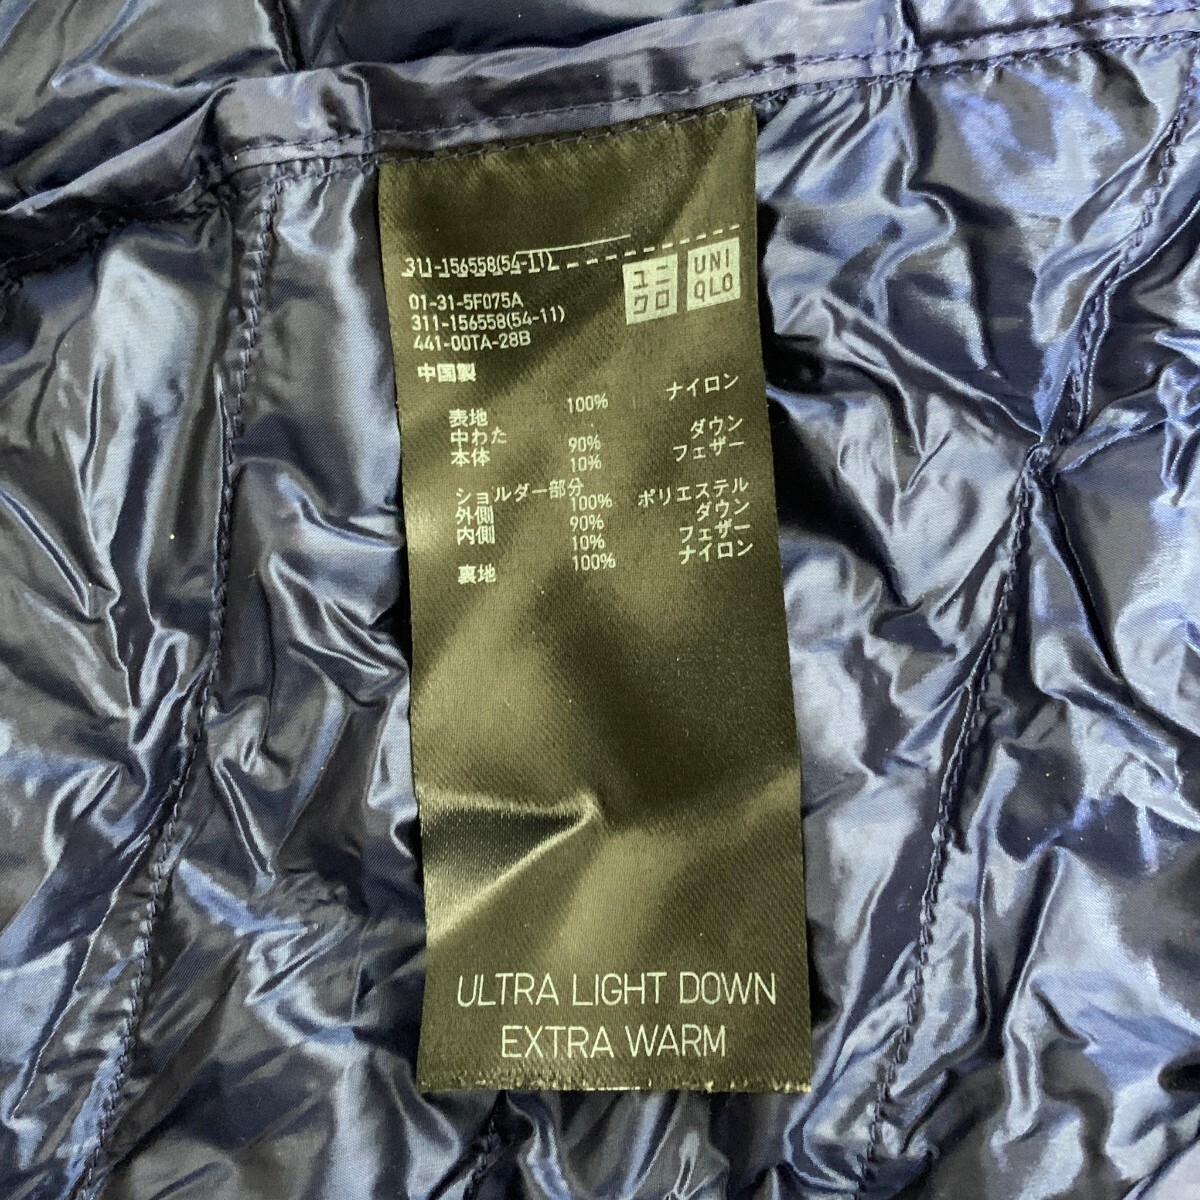 311-156558(54-11)
ユニ
クロ
UNI
QLO
01-31-5F075A
311-156558(54-11)
441-00TA-28B
中国製
表地 100% ナイロン
中わた
本体 90% ダウン
10% フェザー
ショルダー部分
外側 100% ポリエステル
内側 90% ダウン
10% フェザー
裏地 100% ナイロン
ULTRA LIGHT DOWN
EXTRA WARM